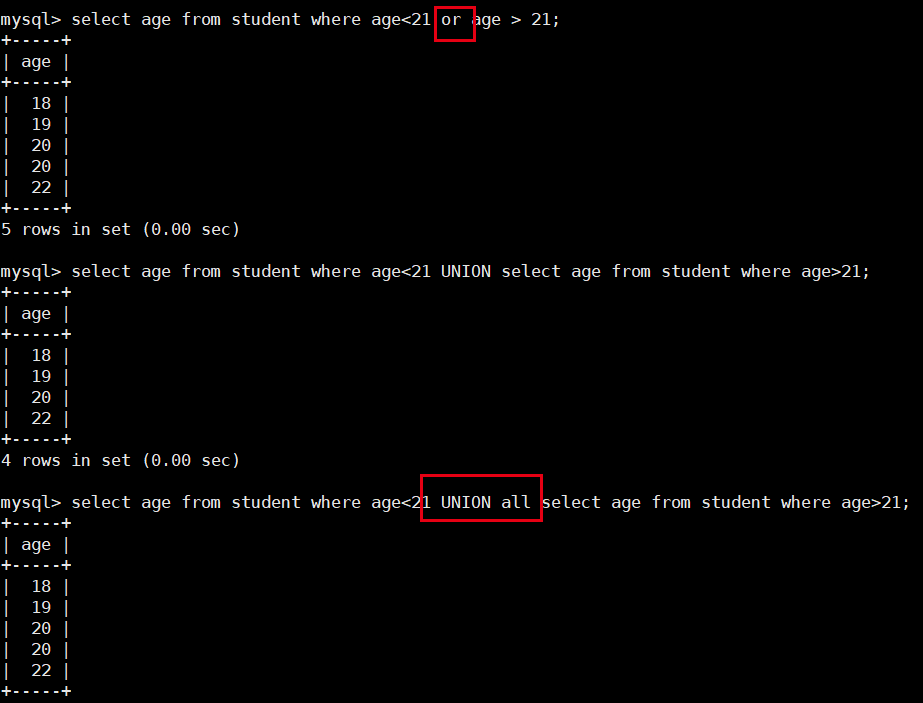 mysql> select age from student where age<21 or age > 21;
+-----+
| age |
+-----+
|  18 |
|  19 |
|  20 |
|  20 |
|  22 |
+-----+
5 rows in set (0.00 sec)

mysql> select age from student where age<21 UNION select age from student where age>21;
+-----+
| age |
+-----+
|  18 |
|  19 |
|  20 |
|  22 |
+-----+
4 rows in set (0.00 sec)

mysql> select age from student where age<21 UNION all select age from student where age>21;
+-----+
| age |
+-----+
|  18 |
|  19 |
|  20 |
|  20 |
|  22 |
+-----+